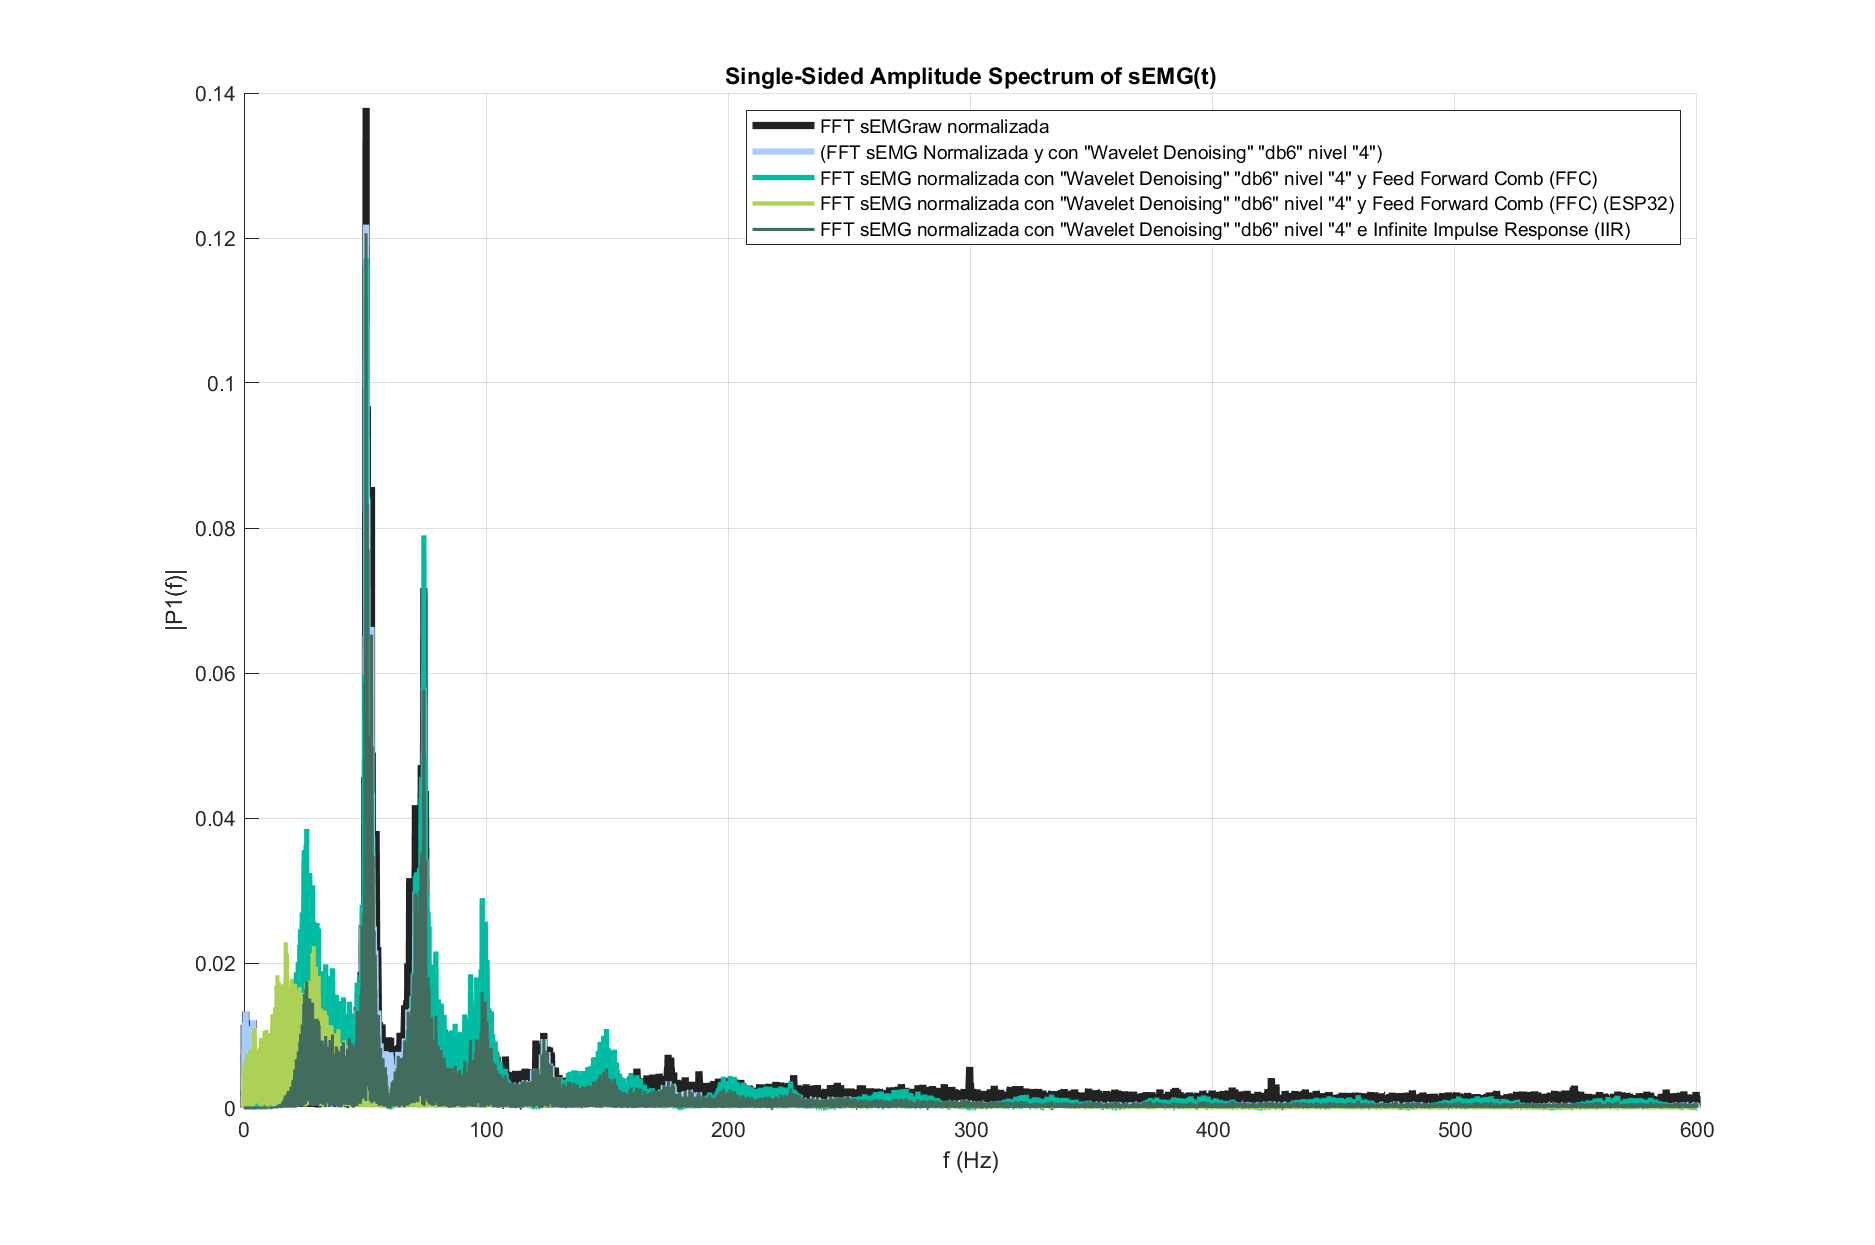 Single-Sided Amplitude Spectrum of sEMG(t)
0.14
FFT sEMGraw normalizada
(FFT sEMG Normalizada y con "Wavelet Denoising" "db6" nivel "4")
FFT sEMG normalizada con "Wavelet Denoising" "db6" nivel "4" y Feed Forward Comb (FFC)
FFT sEMG normalizada con "Wavelet Denoising" "db6" nivel "4" y Feed Forward Comb (FFC) (ESP32)
FFT sEMG normalizada con "Wavelet Denoising" "db6" nivel "4" e Infinite Impulse Response (IIR)
0.12
0.1
0.08
|P1(f)|
0.06
0.04
0.02
0
0 100 200 300 400 500 600
f (Hz)